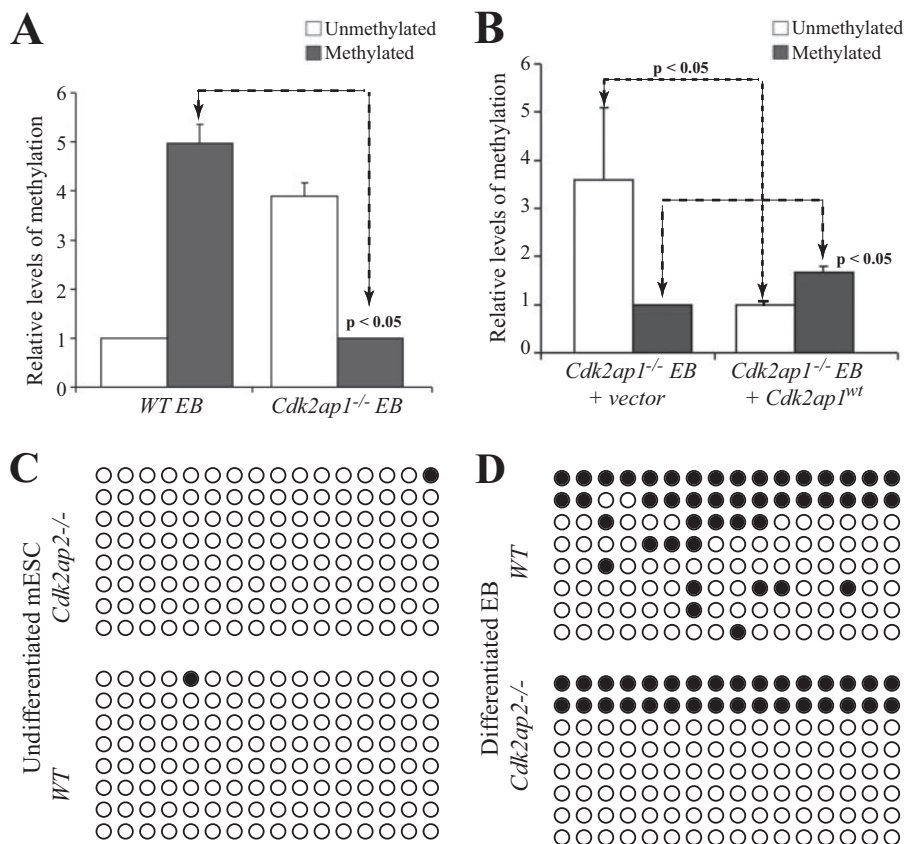 A
Unmethylated
Methylated
Relative levels of methylation
6
5
4
3
2
1
0
p < 0.05
WT EB
Cdk2ap1-/- EB
B
Unmethylated
Methylated
Relative levels of methylation
6
5
4
3
2
1
0
p < 0.05
p < 0.05
Cdk2ap1-/- EB
+ vector
Cdk2ap1-/- EB
+ Cdk2ap1wt
C
Undifferentiated mESC
Cdk2ap2-/-
WT
D
Differentiated EB
WT
Cdk2ap2-/-